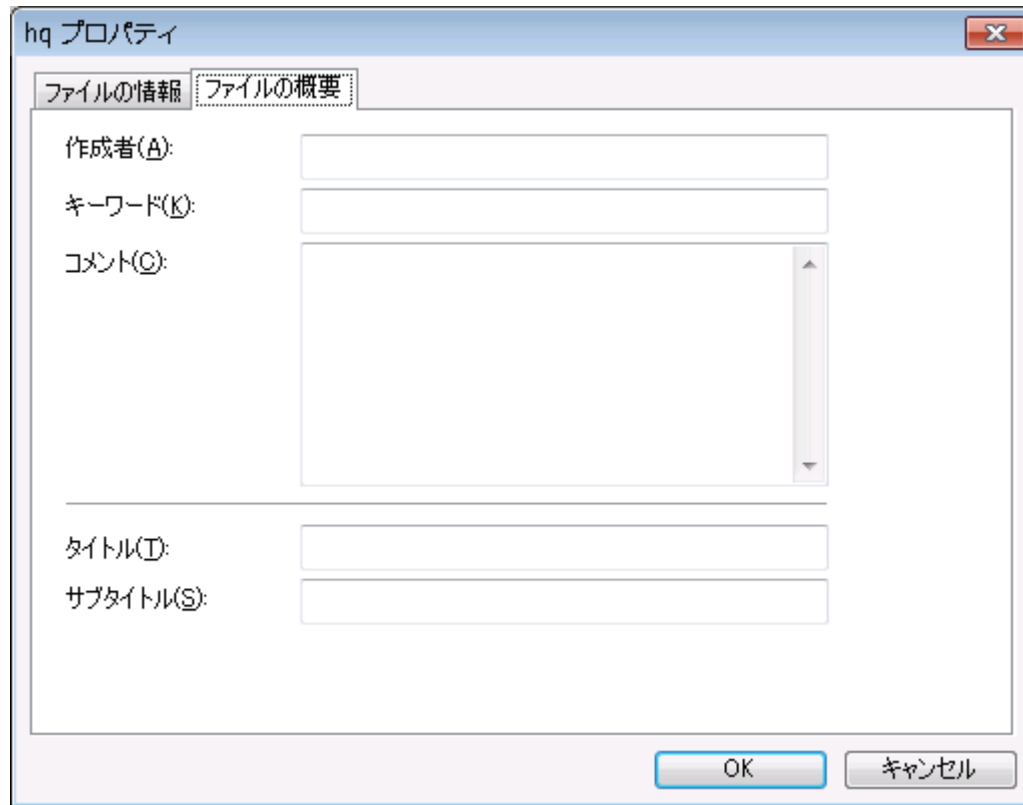 hq プロパティ
ファイルの情報 ファイルの概要
作成者(A):
キーワード(K):
コメント(C):
タイトル(T):
サブタイトル(S):
OK キャンセル